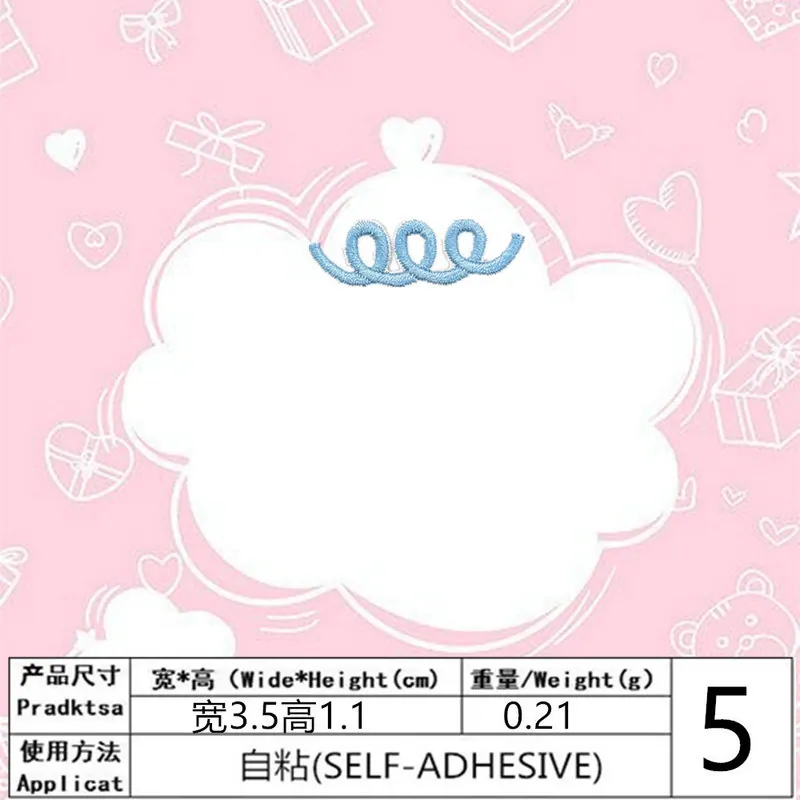 产品尺寸 宽*高（Wide*Height(cm) 重量/Weight(g) 5
Pradktsa 宽3.5高1.1 0.21
使用方法 自粘(SELF-ADHESIVE)
Applicat